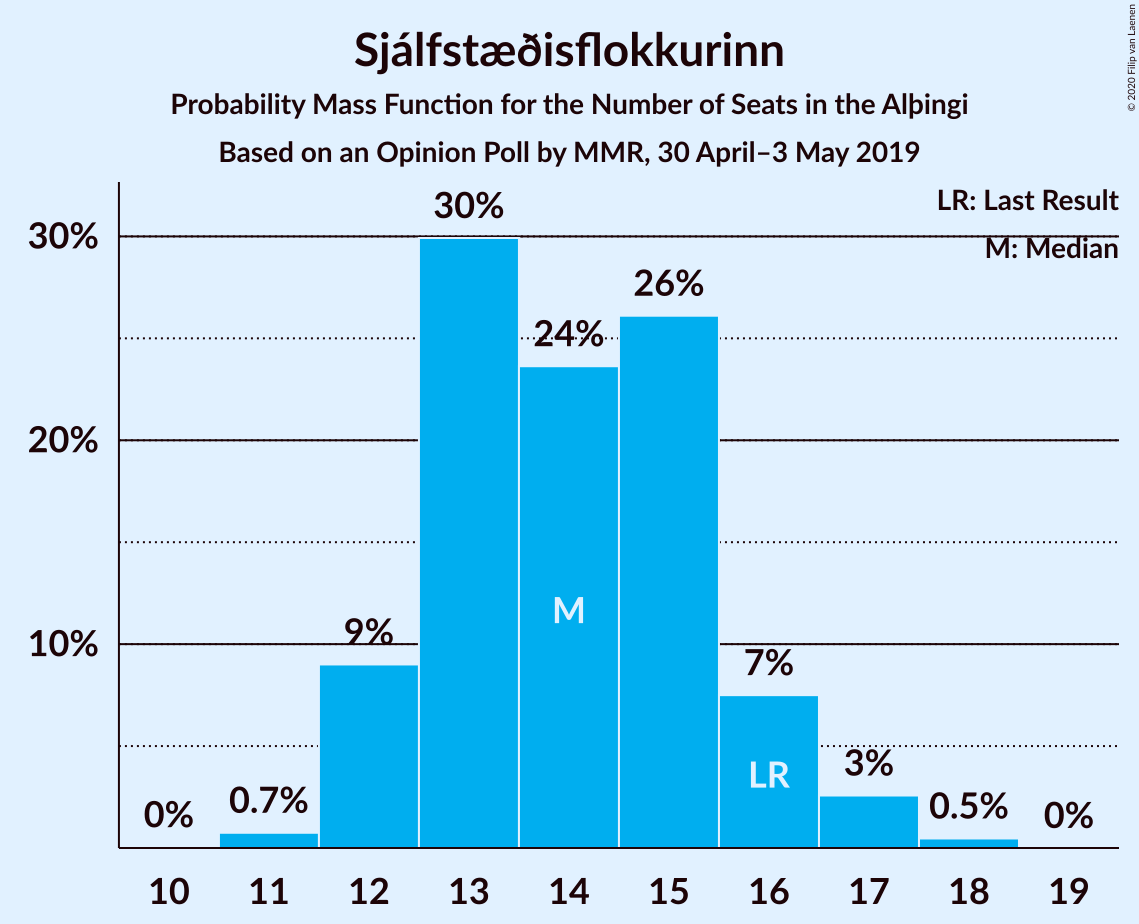 Sjálfstæðisflokkurinn
Probability Mass Function for the Number of Seats in the Alþingi
Based on an Opinion Poll by MMR, 30 April–3 May 2019
© 2020 Filip van Laenen
LR: Last Result
M: Median
30%
20%
10%
0%
0.7%
9%
30%
24%
26%
7%
3%
0.5%
0%
M
LR
10 11 12 13 14 15 16 17 18 19